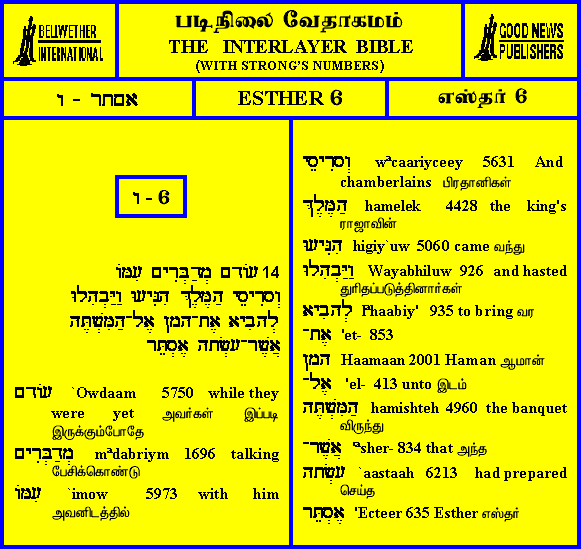 BELLWETHER
INTERNATIONAL
படிநிலை வேதாகமம்
THE INTERLAYER BIBLE
(WITH STRONG'S NUMBERS)
GOOD NEWS
PUBLISHERS
אסתר - ו
ESTHER 6
எஸ்தர் 6
ו - 6
14 עוֹדָם מְדַבְּרִים עִמּוֹ
וְסָרִיסֵי הַמֶּלֶךְ הִגִּיעוּ וַיַּבְהִלוּ
לְהָבִיא אֶת־הָמָן אֶל־הַמִּשְׁתֶּה
אֲשֶׁר־עָשְׂתָה אֶסְתֵּר
עוֹדָם `Owdaam 5750 while they
were yet அவர்கள் இப்படி
இருக்கும்போதே
מְדַבְּרִים mªdabriym 1696 talking
பேசிக்கொண்டு
עִמּוֹ `imow 5973 with him
அவனிடத்தில்
וְסָרִיסֵי wªcaariyceey 5631 And
chamberlains பிரதானிகள்
הַמֶּלֶךְ hamelek 4428 the king's
ராஜாவின்
הִגִּיעוּ higiy`uw 5060 came வந்து
וַיַּבְהִלוּ Wayabhiluw 926 and hasted
துரிதப்படுத்தினார்கள்
לְהָבִיא lªhaabiy' 935 to bring வர
אֶת־ 'et- 853
הָמָן Haamaan 2001 Haman ஆமான்
אֶל־ 'el- 413 unto இடம்
הַמִּשְׁתֶּה hamishteh 4960 the banquet
விருந்து
אֲשֶׁר־ 'ªsher- 834 that அந்த
עָשְׂתָה `aastaah 6213 had prepared
செய்த
אֶסְתֵּר 'Ecteer 635 Esther எஸ்தர்